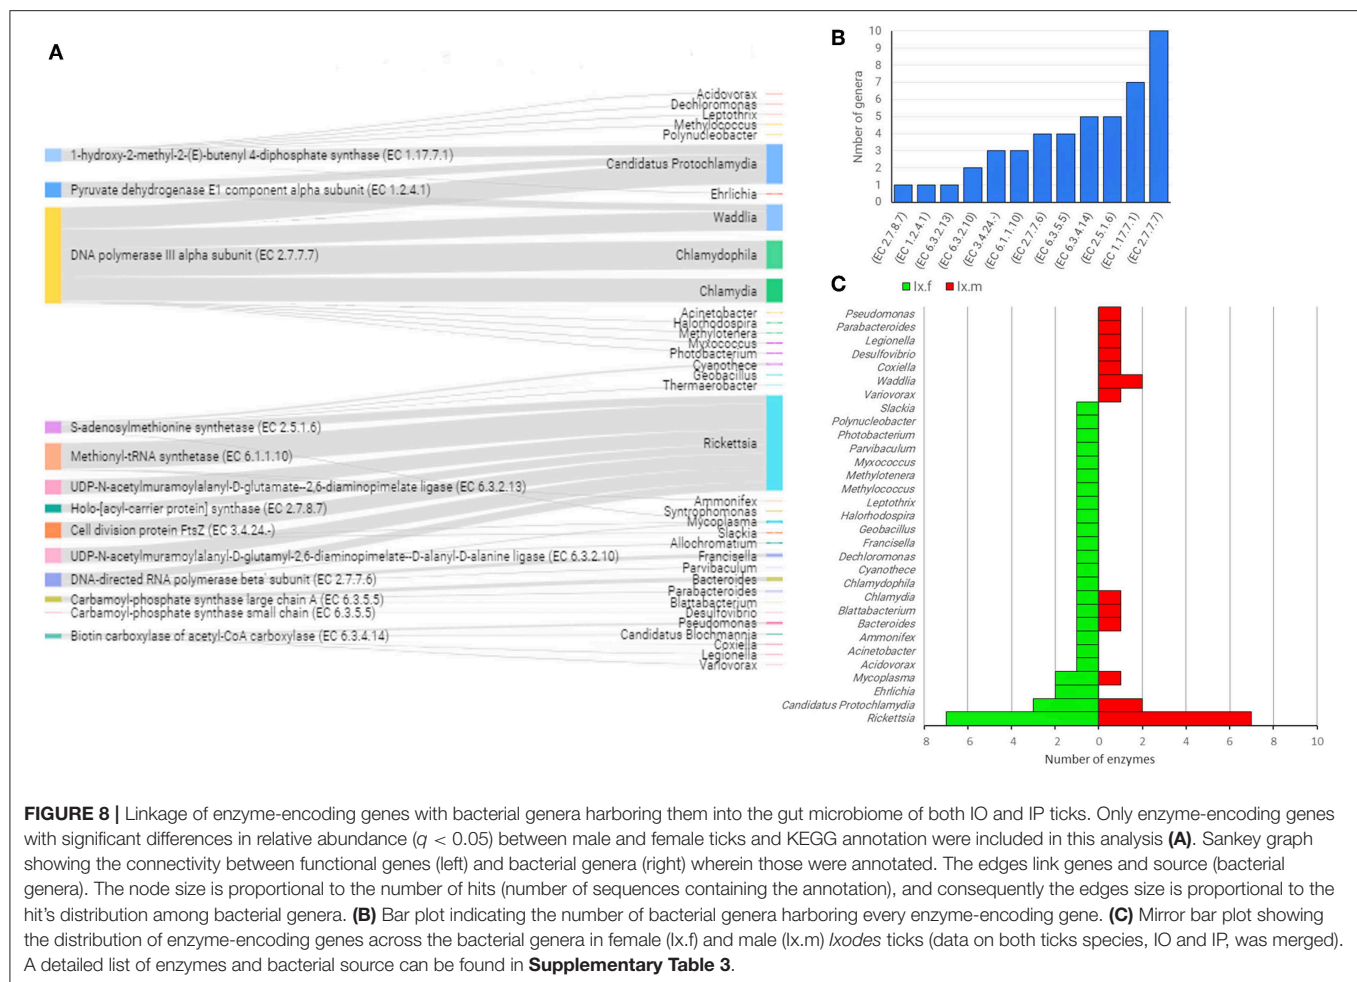 A
Acidovorax
Dechlpromonas
Leptothrix
Methylococcus
Polynucleobacter
1-hydroxy-2-methyl-2-(E)-butenyl 4-diphosphate synthase (EC 1.17.7.1)
Candidatus Protochlamydia
Pyruvate dehydrogenase E1 component alpha subunit (EC 1.2.4.1)
Ehrlichia
Waddlia
DNA polymerase III alpha subunit (EC 2.7.7.7)
Chlamydophila
Chlamydia
Acinetobacter
Halorhodospira
Methylotenera
Myxococcus
Photobacterium
Cyanothece
Geobacillus
Thermaerobacter
S-adenosylmethionine synthetase (EC 2.5.1.6)
Rickettsia
Methionyl-tRNA synthetase (EC 6.1.1.10)
UDP-N-acetylmuramoylalanyl-D-glutamate--2,6-diaminopimelate ligase (EC 6.3.2.13)
Holo-[acyl-carrier protein] synthase (EC 2.7.8.7)
Ammonifex
Syntrophomonas
Mycoplasma
Cell division protein FtsZ (EC 3.4.24.-)
Slackia
Allochromatium
UDP-N-acetylmuramoylalanyl-D-glutamyl-2,6-diaminopimelate--D-alanyl-D-alanine ligase (EC 6.3.2.10)
Francisella
Parvibaculum
DNA-directed RNA polymerase beta' subunit (EC 2.7.7.6)
Bacteroides
Parabacteroides
Carbamoyl-phosphate synthase large chain A (EC 6.3.5.5)
Blattabacterium
Carbamoyl-phosphate synthase small chain (EC 6.3.5.5)
Desulfovibrio
Pseudomonas
Biotin carboxylase of acetyl-CoA carboxylase (EC 6.3.4.14)
Candidatus Blochmannia
Coxiella
Legionella
Variovorax
B
Nmber of genera
10
9
8
7
6
5
4
3
2
1
0
(EC 2.7.8.7)
(EC 1.2.4.1)
(EC 6.3.2.13)
(EC 6.3.2.10)
(EC 3.4.24.-)
(EC 6.1.1.10)
(EC 2.7.7.6)
(EC 6.3.5.5)
(EC 6.3.4.14)
(EC 2.5.1.6)
(EC 1.17.7.1)
(EC 2.7.7.7)
C
Ix.f Ix.m
Pseudomonas
Parabacteroides
Legionella
Desulfovibrio
Coxiella
Waddlia
Variovorax
Slackia
Polynucleobacter
Photobacterium
Parvibaculum
Myxococcus
Methylotenera
Methylococcus
Leptothrix
Halorhodospira
Geobacillus
Francisella
Dechloromonas
Cyanothece
Chlamydophila
Chlamydia
Blattabacterium
Bacteroides
Ammonifex
Acinetobacter
Acidovorax
Mycoplasma
Ehrlichia
Candidatus Protochlamydia
Rickettsia
8 6 4 2 0 2 4 6 8 10
Number of enzymes
FIGURE 8 | Linkage of enzyme-encoding genes with bacterial genera harboring them into the gut microbiome of both IO and IP ticks. Only enzyme-encoding genes
with significant differences in relative abundance (q < 0.05) between male and female ticks and KEGG annotation were included in this analysis (A). Sankey graph
showing the connectivity between functional genes (left) and bacterial genera (right) wherein those were annotated. The edges link genes and source (bacterial
genera). The node size is proportional to the number of hits (number of sequences containing the annotation), and consequently the edges size is proportional to the
hit's distribution among bacterial genera. (B) Bar plot indicating the number of bacterial genera harboring every enzyme-encoding gene. (C) Mirror bar plot showing
the distribution of enzyme-encoding genes across the bacterial genera in female (Ix.f) and male (Ix.m) Ixodes ticks (data on both ticks species, IO and IP, was merged).
A detailed list of enzymes and bacterial source can be found in Supplementary Table 3.